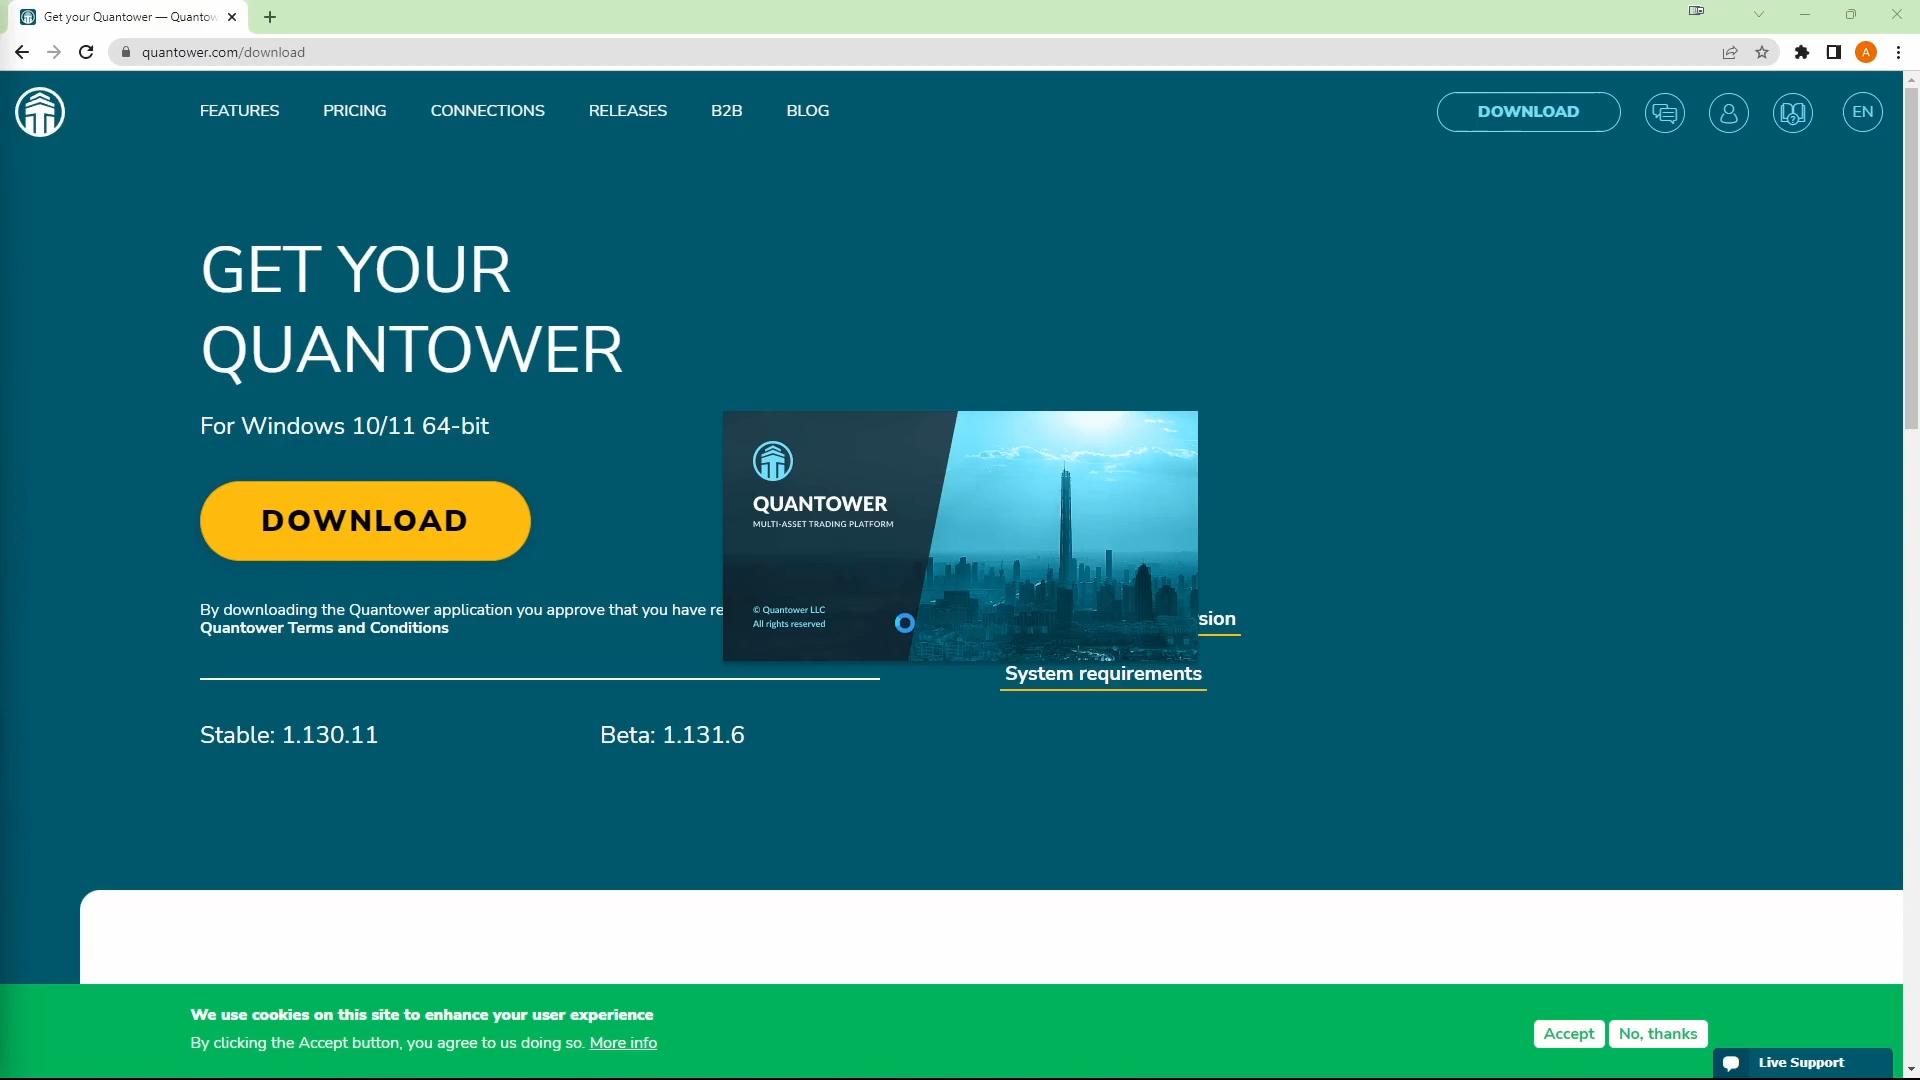 Get your Quantower — Quantow
quantower.com/download
A
FEATURES PRICING CONNECTIONS RELEASES B2B BLOG
DOWNLOAD
EN
GET YOUR
QUANTOWER
For Windows 10/11 64-bit
DOWNLOAD
By downloading the Quantower application you approve that you have re
Quantower Terms and Conditions
QUANTOWER
MULTI-ASSET TRADING PLATFORM
© Quantower LLC
All rights reserved
sion
System requirements
Stable: 1.130.11
Beta: 1.131.6
We use cookies on this site to enhance your user experience
By clicking the Accept button, you agree to us doing so. More info
Accept
No, thanks
Live Support